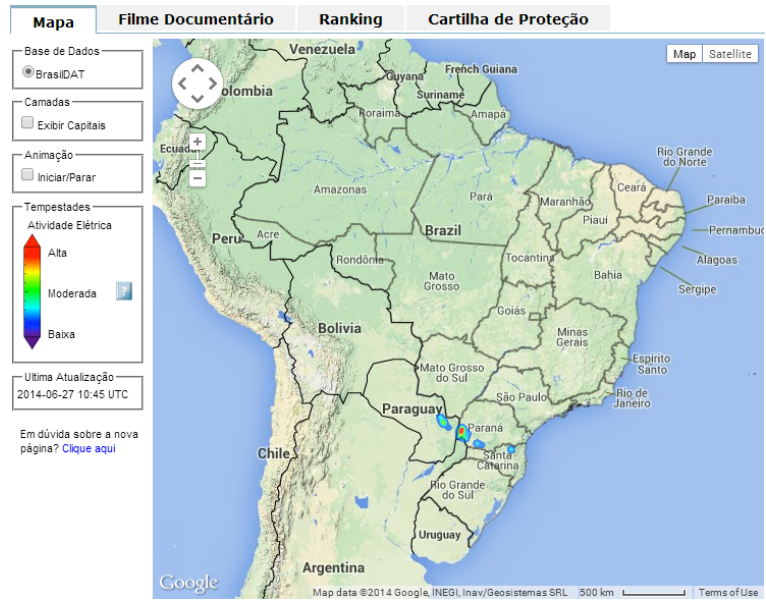 Mapa
Filme Documentário
Ranking
Cartilha de Proteção
Base de Dados
BrasilDAT
Camadas
Exibir Capitais
Animação
Iniciar/Parar
Tempestades
Atividade Elétrica
Alta
Moderada
?
Baixa
Ultima Atualização
2014-06-27 10:45 UTC
Em dúvida sobre a nova
página? Clique aqui
Map
Satellite
Venezuela
Guyana
French Guiana
Suriname
olombia
Roraima
Amapá
Ecuad
Rio Grande
do Norte
Amazonas
Pará
Maranhão
Ceará
Paraíba
Piauí
Pernambuc
Peru
Acre
Brazil
Alagoas
Rondônia
Tocantins
Bahia
Mato
Grosso
Sergipe
Goiás
Bolivia
Minas
Gerais
Espírito
Santo
Mato Grosso
do Sul
São Paulo
Rio de
Janeiro
Paraguay
Paraná
Chile
Santa
Catarina
Rio Grande
do Sul
Uruguay
Argentina
Google
Map data ©2014 Google, INEGI, Inav/Geosistemas SRL
500 km
Terms of Use